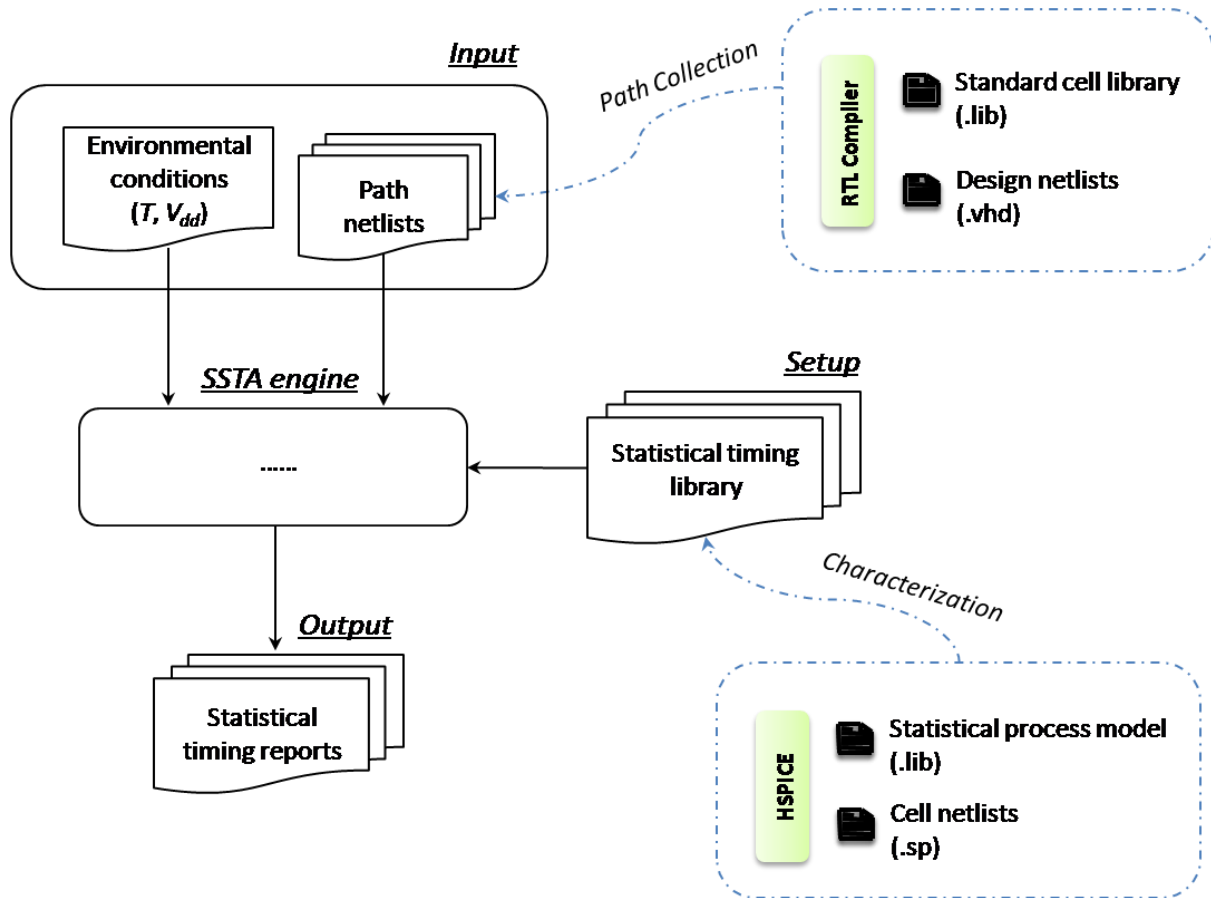 Input
Environmental
conditions
(T, Vdd)
Path
netlists
Path Collection
RTL Compiler
Standard cell library
(.lib)
Design netlists
(.vhd)
SSTA engine
......
Setup
Statistical timing
library
Characterization
Output
Statistical
timing reports
HSPICE
Statistical process model
(.lib)
Cell netlists
(.sp)